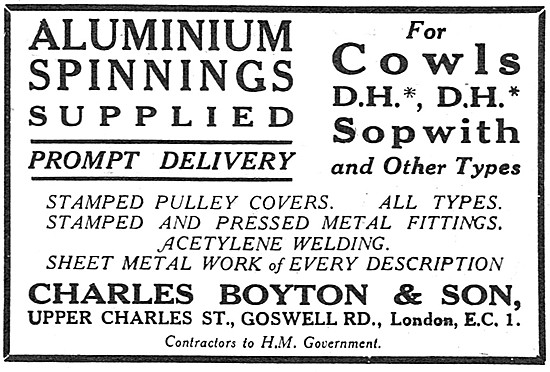 ALUMINIUM
SPINNINGS
SUPPLIED
PROMPT DELIVERY
For
Cowls
D.H.*, D.H.*
Sopwith
and Other Types
STAMPED PULLEY COVERS. ALL TYPES.
STAMPED AND PRESSED METAL FITTINGS.
ACETYLENE WELDING.
SHEET METAL WORK of EVERY DESCRIPTION
CHARLES BOYTON & SON,
UPPER CHARLES ST., GOSWELL RD., London, E.C. 1.
Contractors to H.M. Government.